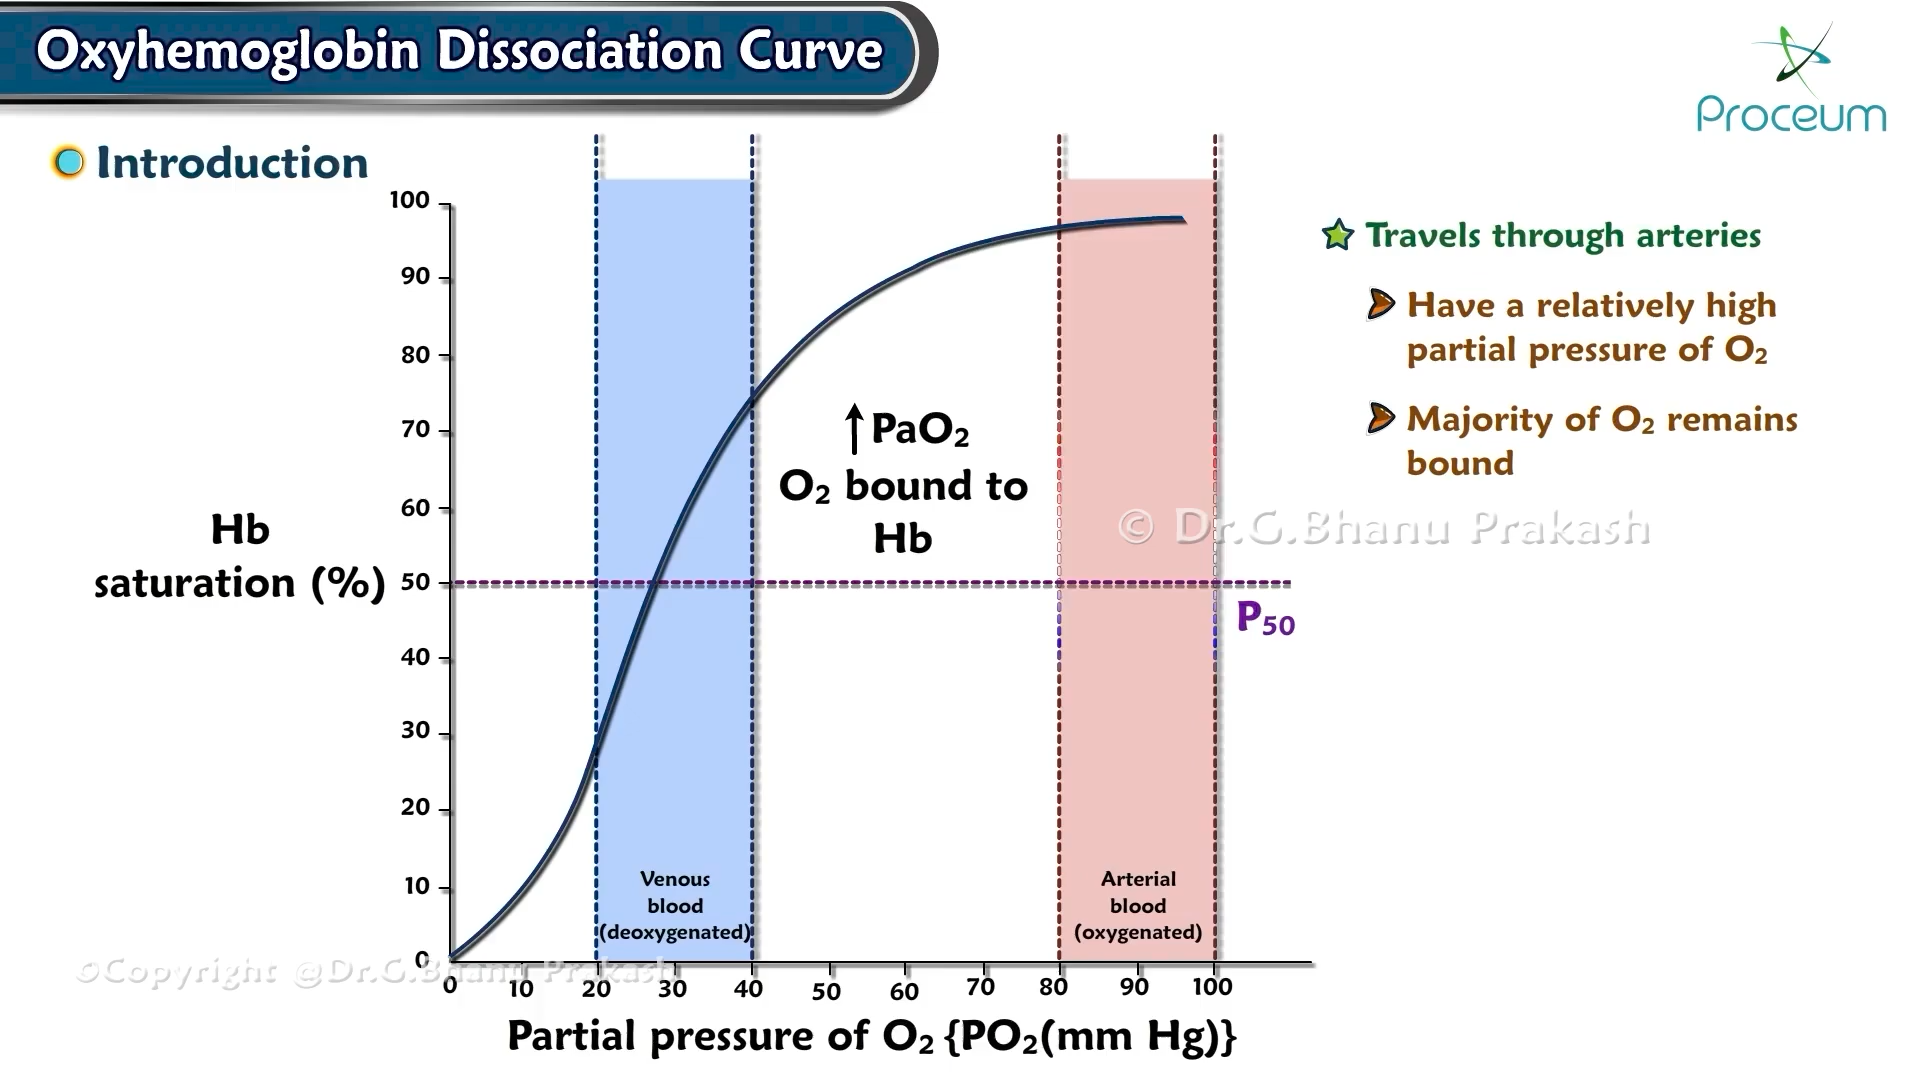 Oxyhemoglobin Dissociation Curve
Proceum
Introduction
Travels through arteries
Have a relatively high
partial pressure of O₂
Majority of O₂ remains
bound
Hb
saturation (%)
100
90
80
70
60
50
40
30
20
10
0
↑ PaO₂
O₂ bound to
Hb
P₅₀
© Dr.G.Bhanu Prakash
Venous
blood
(deoxygenated)
Arterial
blood
(oxygenated)
©Copyright @Dr.G.Bhanu Prakash
0 10 20 30 40 50 60 70 80 90 100
Partial pressure of O₂ {PO₂(mm Hg)}